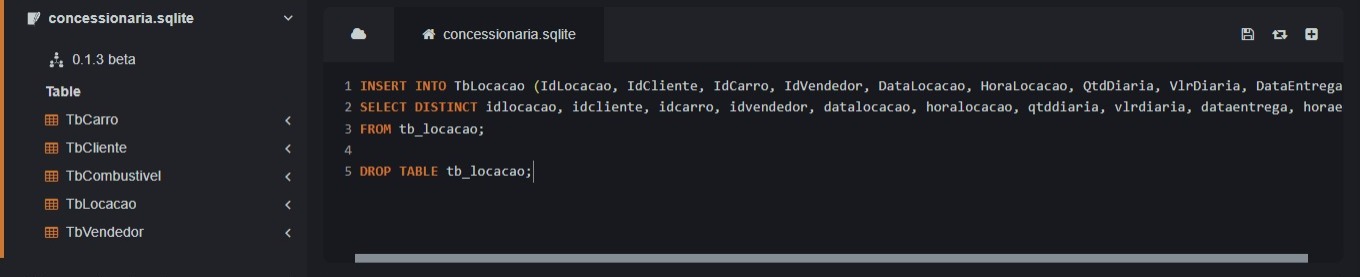 concessionaria.sqlite
0.1.3 beta
Table
TbCarro
TbCliente
TbCombustivel
TbLocacao
TbVendedor
concessionaria.sqlite
1 INSERT INTO TbLocacao (IdLocacao, IdCliente, IdCarro, IdVendedor, DataLocacao, HoraLocacao, QtdDiaria, VlrDiaria, DataEntrega
2 SELECT DISTINCT idlocacao, idcliente, idcarro, idvendedor, datalocacao, horalocacao, qtddiaria, vlrdiaria, dataentrega, horae
3 FROM tb_locacao;
4
5 DROP TABLE tb_locacao;